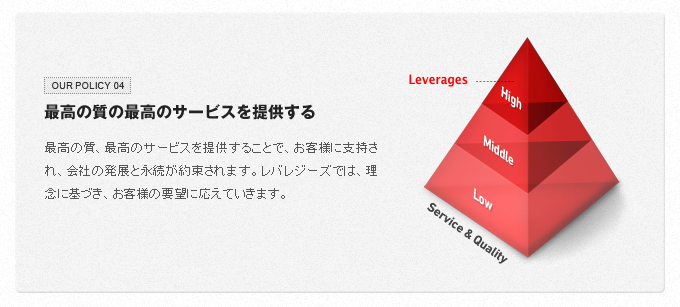 OUR POLICY 04
最高の質の最高のサービスを提供する
最高の質、最高のサービスを提供することで、お客様に支持さ
れ、会社の発展と永続が約束されます。レバレジーズでは、理
念に基づき、お客様の要望に応えていきます。
Leverages
High
Middle
Low
Service & Quality